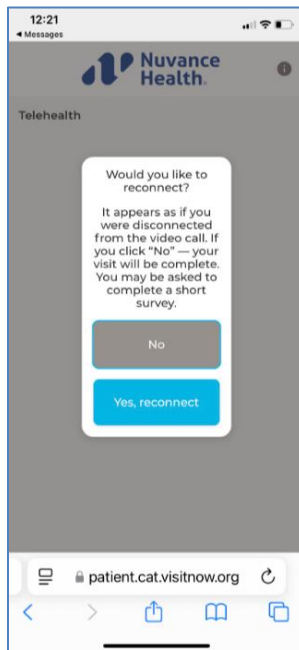 12:21
◀ Messages
Nuvance
Health.
Telehealth
Would you like to
reconnect?
It appears as if you
were disconnected
from the video call. If
you click “No” — your
visit will be complete.
You may be asked to
complete a short
survey.
No
Yes, reconnect
patient.cat.visitnow.org